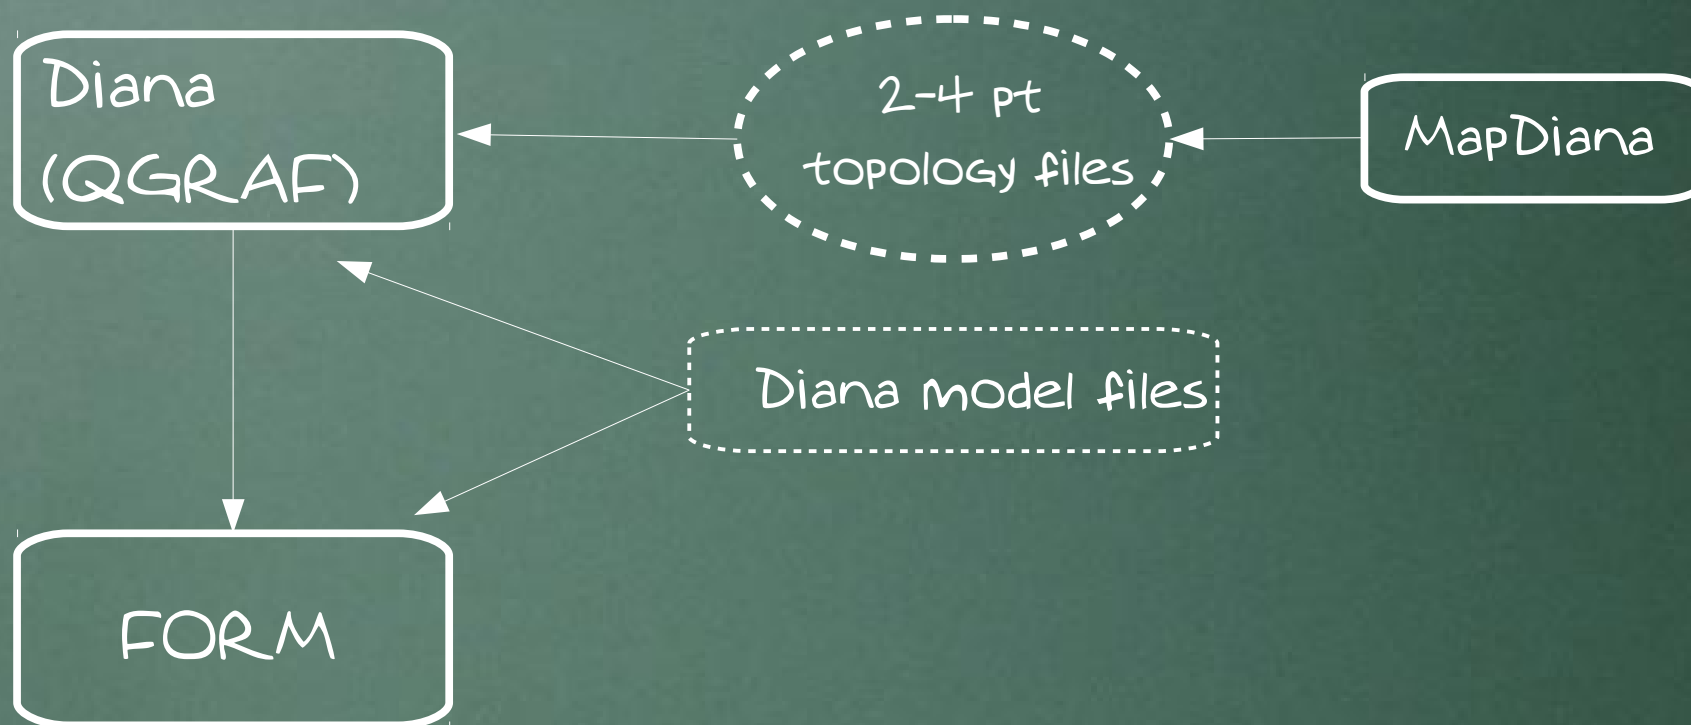 Diana
(QGRAF)
2-4 pt
topology files
MapDiana
Diana model files
FORM